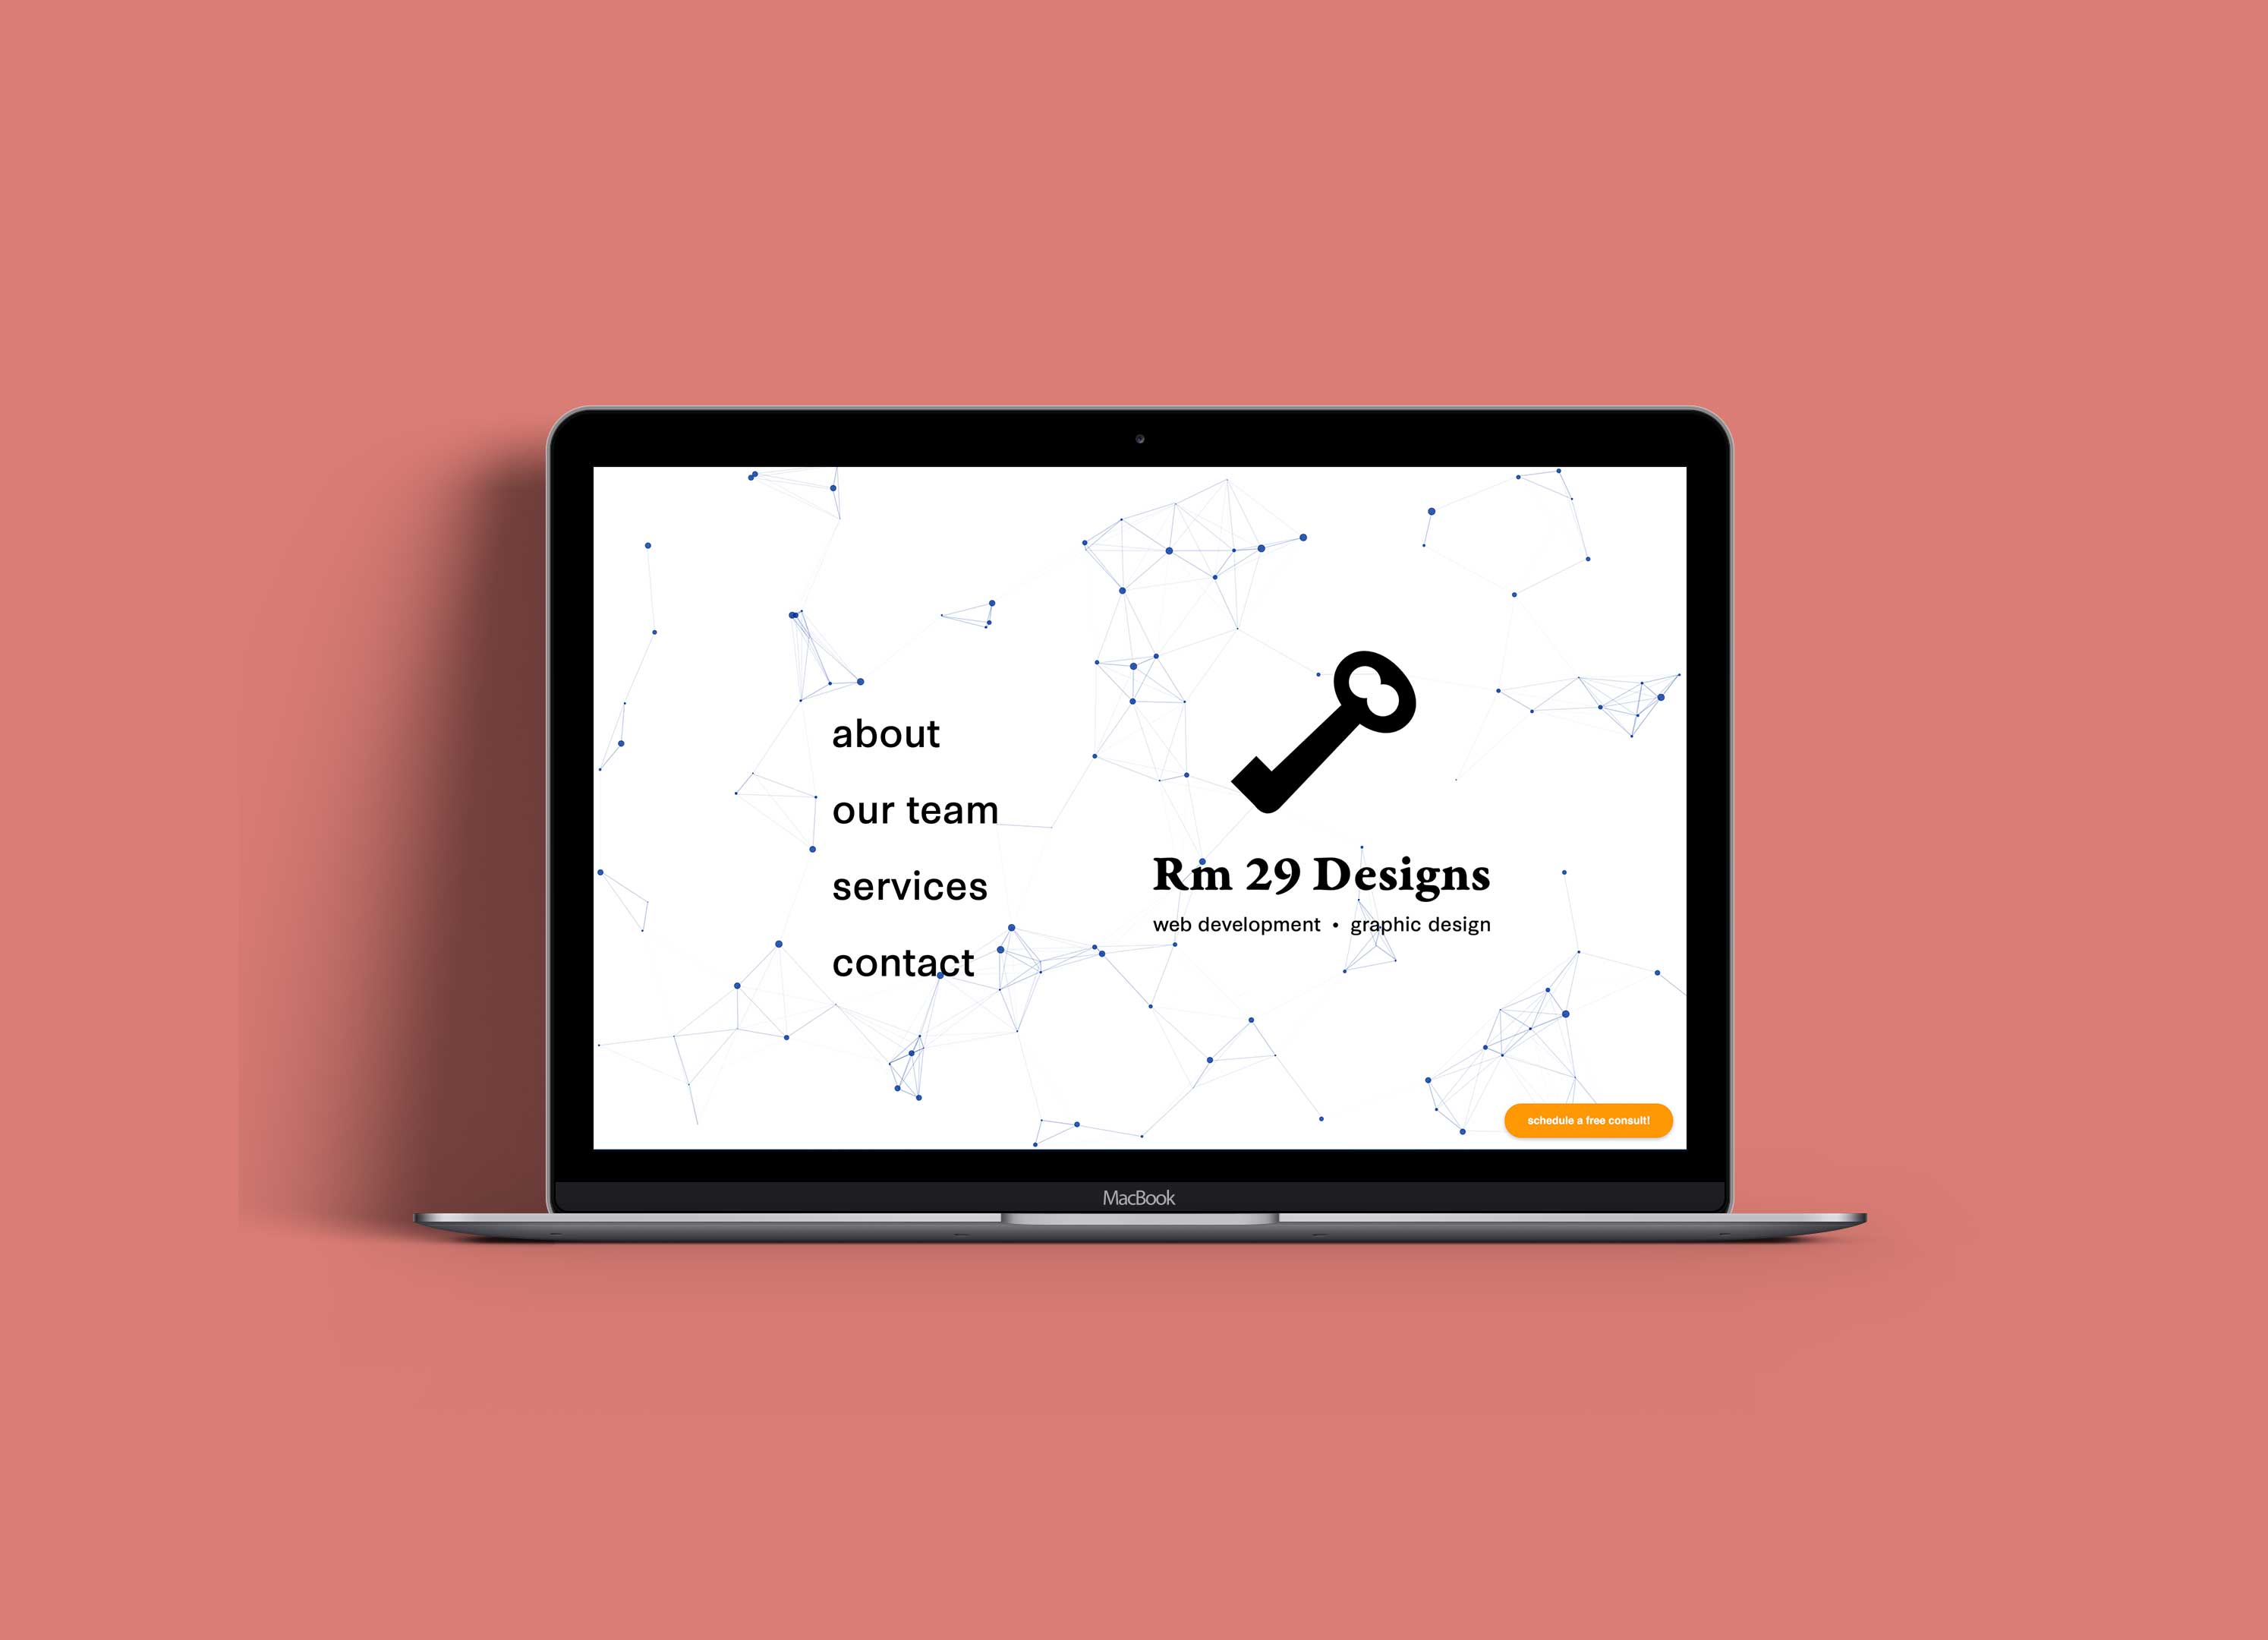 about
our team
services
contact
Rm 29 Designs
web development • graphic design
schedule a free consult!
MacBook